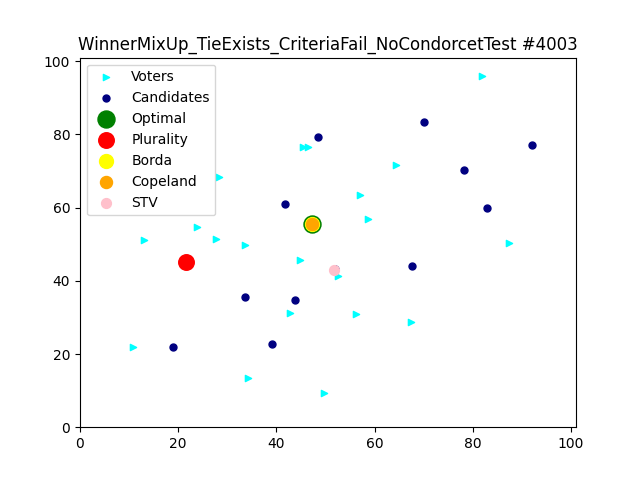 WinnerMixUp_TieExists_CriteriaFail_NoCondorcetTest #4003
100
80
60
40
20
0
Voters
Candidates
Optimal
Plurality
Borda
Copeland
STV
0 20 40 60 80 100